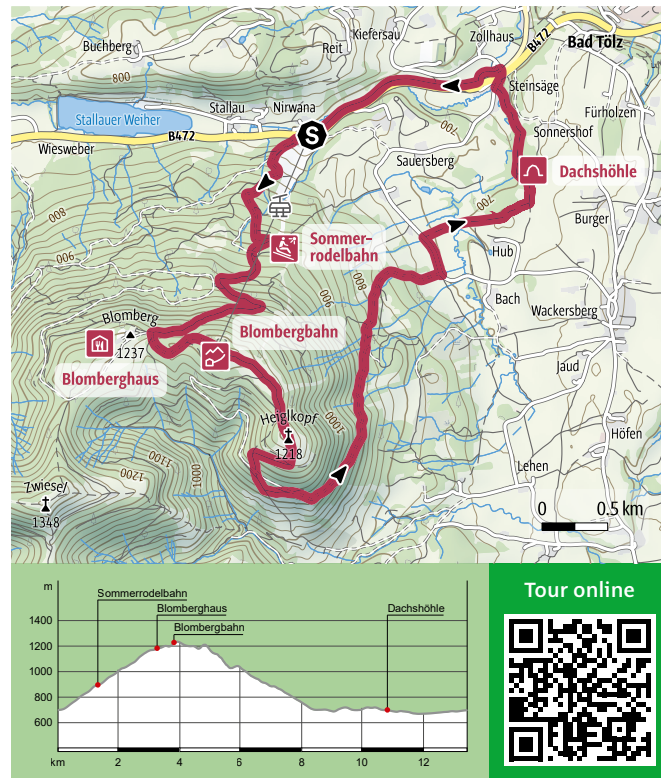 Kiefersau
Zollhaus
B472
Bad Tölz
Buchberg
Reit
800
Steinsäge
Stallau
Nirwana
Fürholzen
Stallauer Weiher
S
700
Sonnershof
B472
Wiesweber
Sauersberg
Dachshöhle
800
700
Burger
Sommer-
rodelbahn
900
Hub
800
900
Bach
Blomberg
Wackersberg
Blombergbahn
1237
Blomberghaus
Jaud
Heiglkopf
1000
1218
Höfen
1100
1200
1000
Lehen
Zwiesel
1348
0 0.5 km
m
Sommerrodelbahn
Blomberghaus
Dachshöhle
Blombergbahn
1400
1200
1000
800
600
km 2 4 6 8 10 12
Tour online